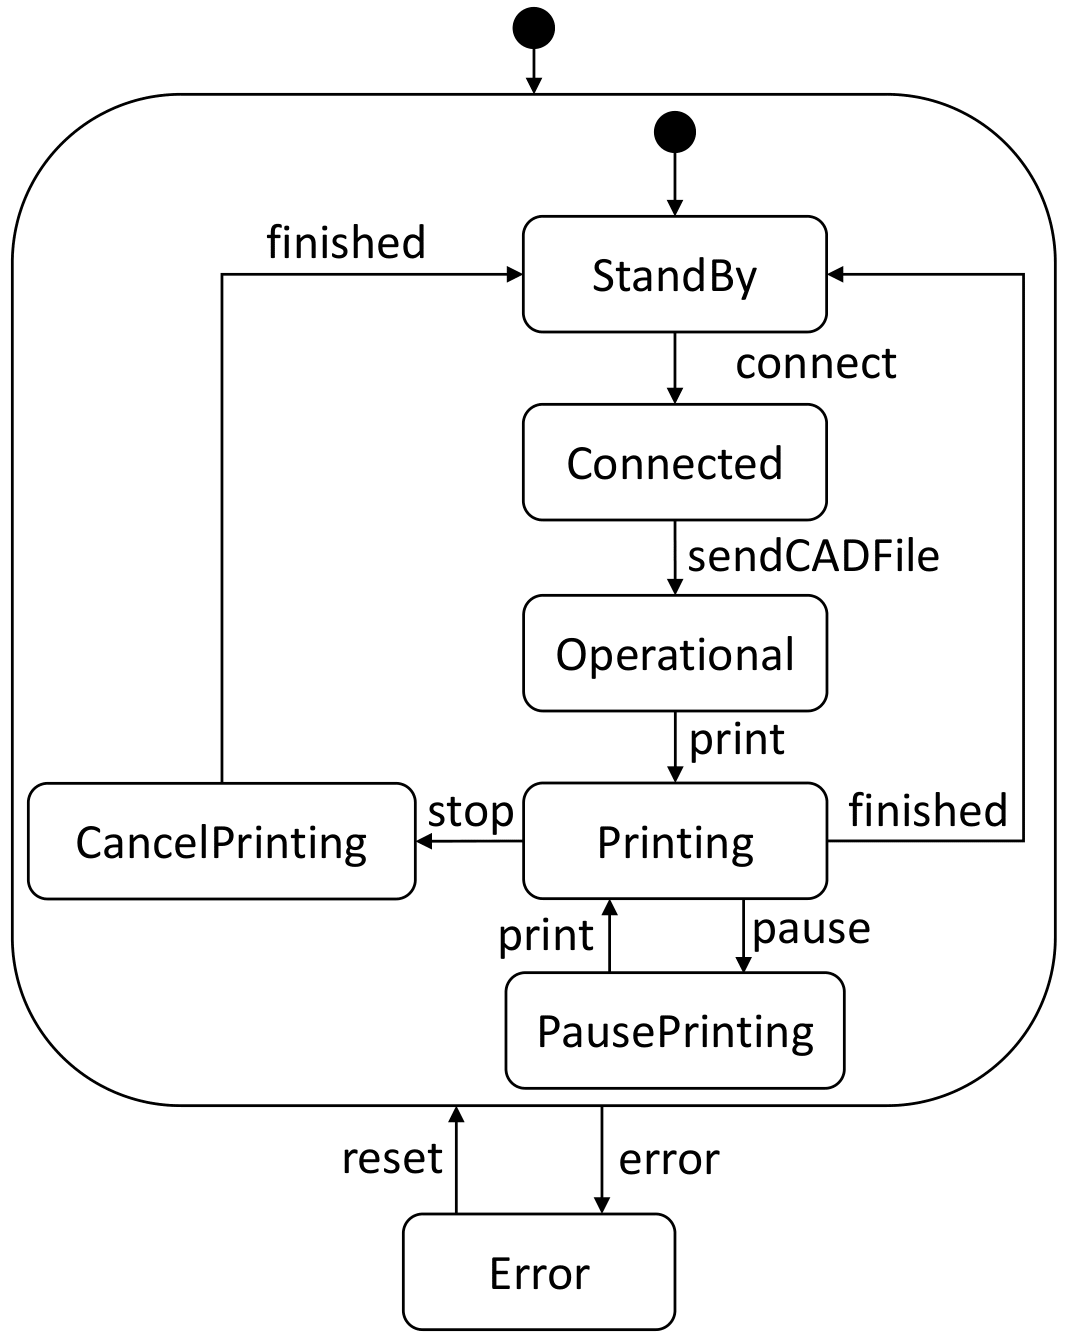 finished
StandBy
connect
Connected
sendCADFile
Operational
print
CancelPrinting
stop
Printing
finished
print
pause
PausePrinting
reset
error
Error